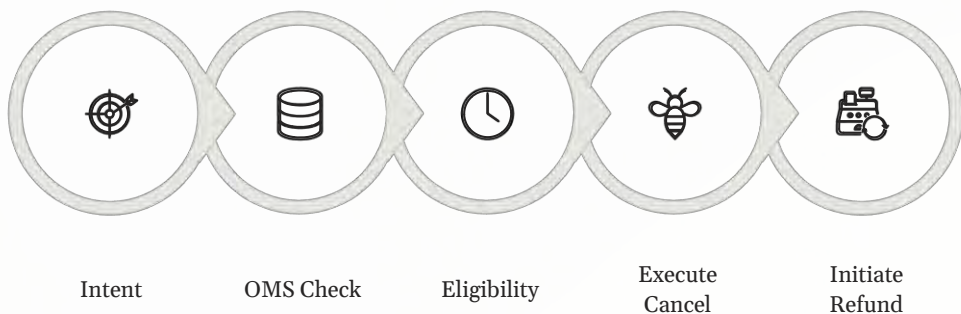 Intent
OMS Check
Eligibility
Execute
Cancel
Initiate
Refund